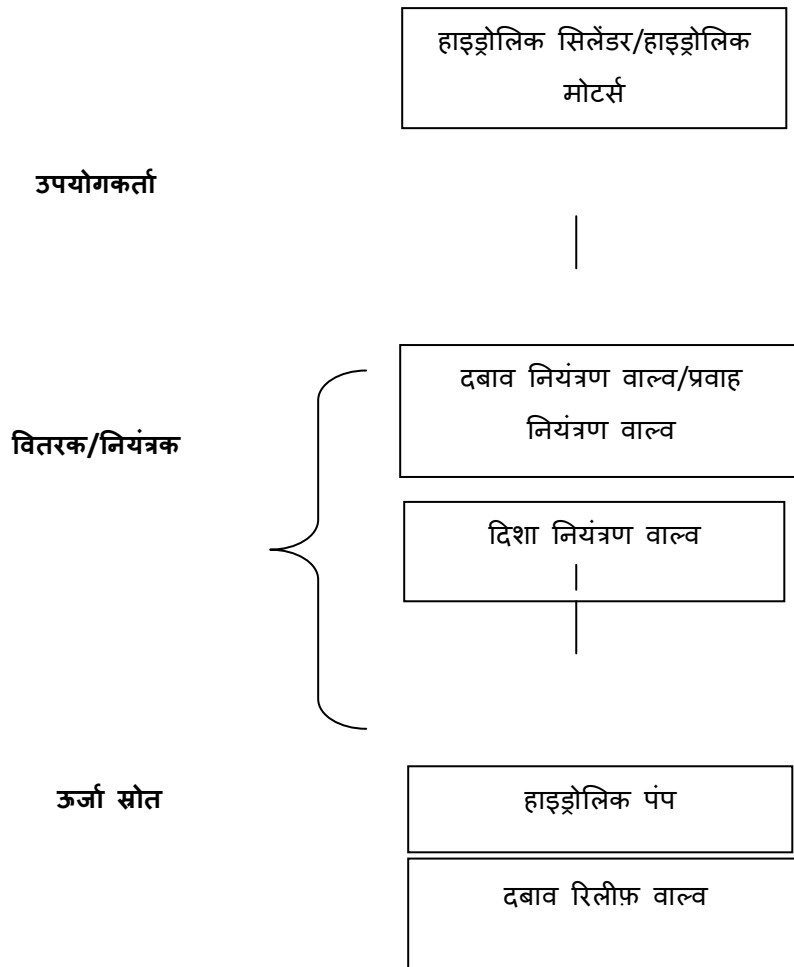 हाइड्रोलिक सिलेंडर/हाइड्रोलिक
मोटर्स
उपयोगकर्ता
दबाव नियंत्रण वाल्व/प्रवाह
नियंत्रण वाल्व
वितरक/नियंत्रक
दिशा नियंत्रण वाल्व
ऊर्जा स्रोत
हाइड्रोलिक पंप
दबाव रिलीफ़ वाल्व